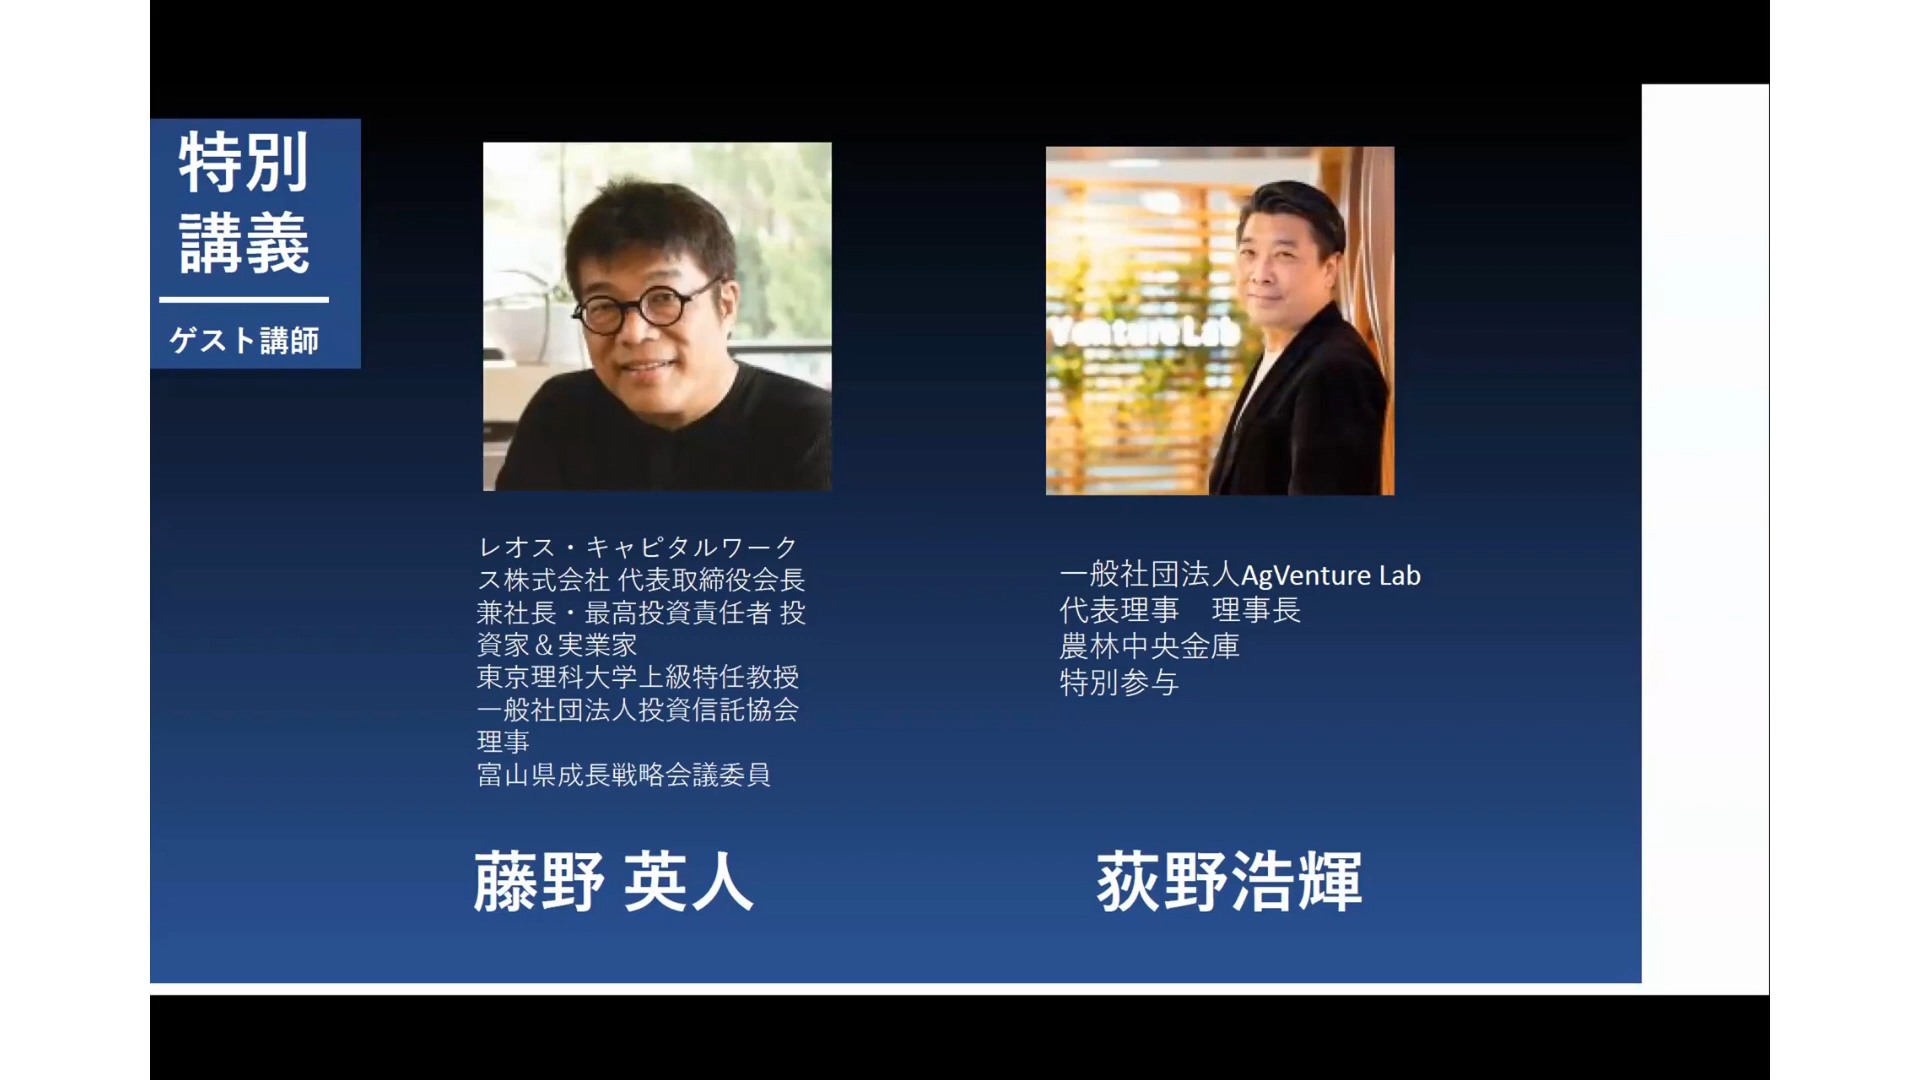 特別
講義
ゲスト講師
Venture Lab
レオス・キャピタルワーク
ス株式会社 代表取締役会長
兼社長・最高投資責任者 投
資家＆実業家
東京理科大学上級特任教授
一般社団法人投資信託協会
理事
富山県成長戦略会議委員
藤野 英人
一般社団法人AgVenture Lab
代表理事　理事長
農林中央金庫
特別参与
荻野浩輝